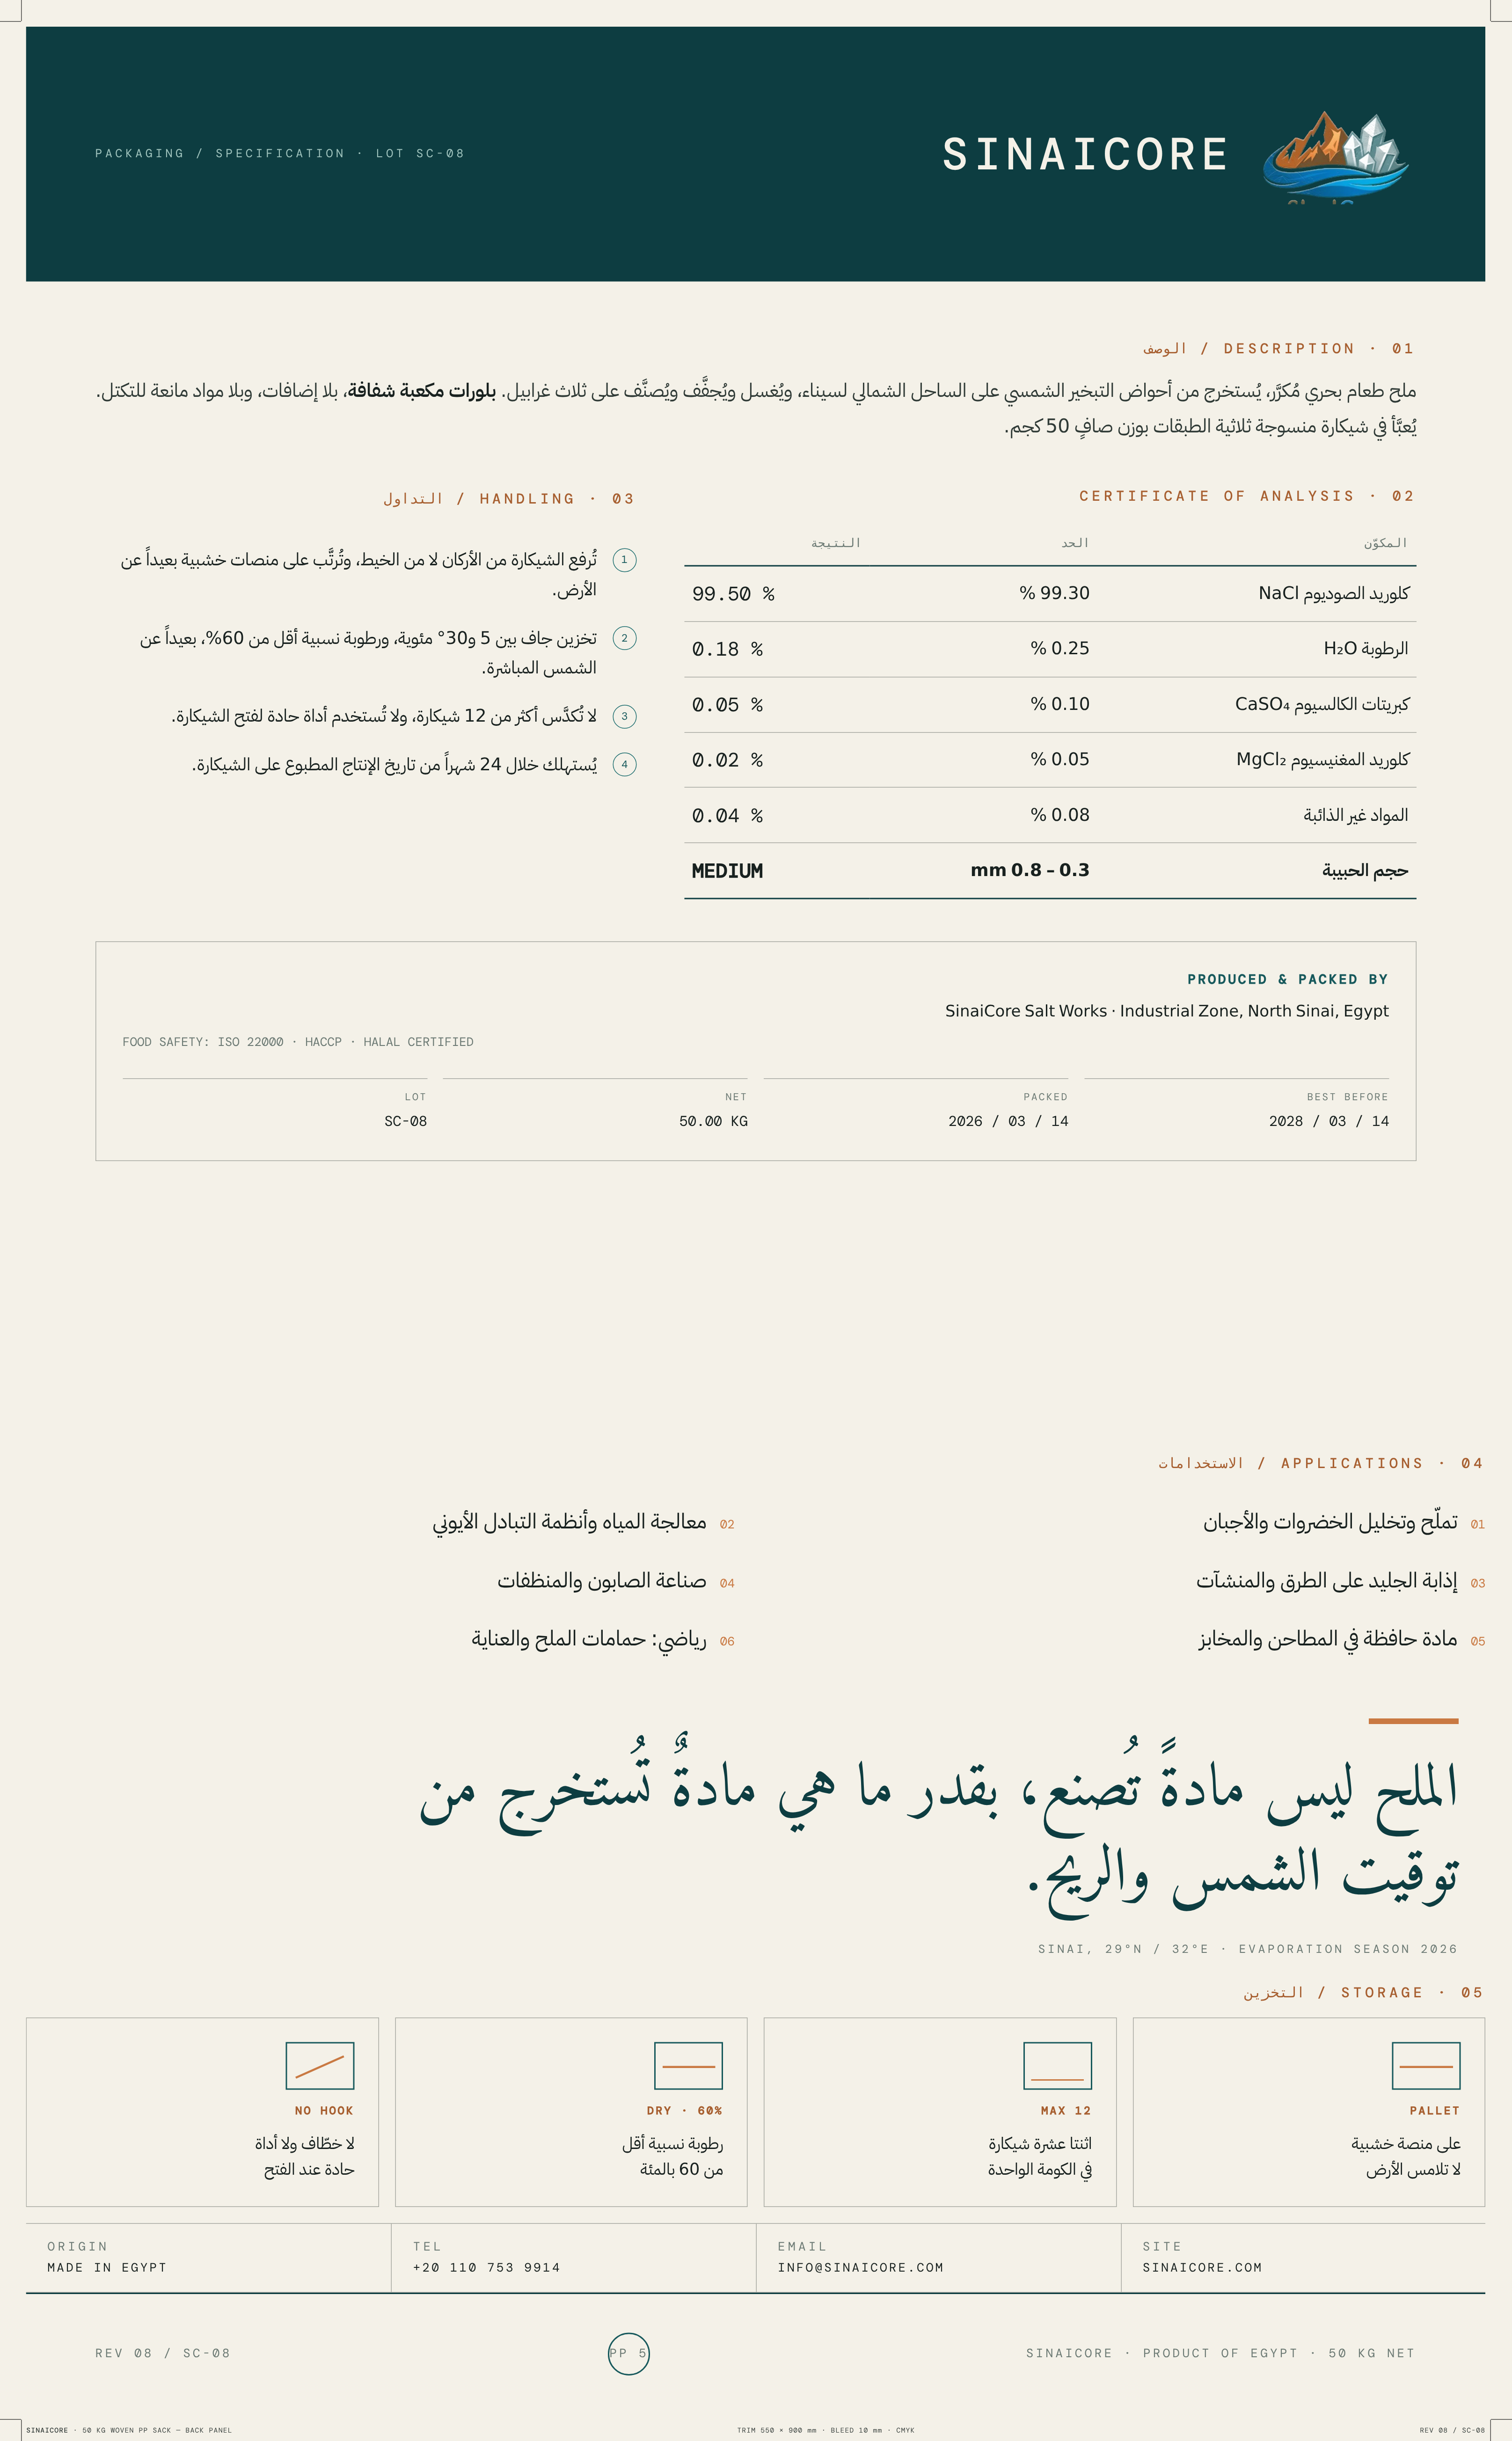 PACKAGING / SPECIFICATION · LOT SC-08
SINAICORE
01 · DESCRIPTION / الوصف
ملح طعام بحري مُكرَّر، يُستخرج من أحواض التبخير الشمسي على الساحل الشمالي لسيناء، ويُغسل ويُجفَّف ويُصنَّف على ثلاث غرابيل. بلورات مكعبة شفافة، بلا إضافات، وبلا مواد مانعة للتكتل.
يُعبَّأ في شيكارة منسوجة ثلاثية الطبقات بوزن صافٍ 50 كجم.
02 · CERTIFICATE OF ANALYSIS
المكوّن الحد النتيجة
كلوريد الصوديوم NaCl 99.30 % 99.50 %
الرطوبة H₂O 0.25 % 0.18 %
كبريتات الكالسيوم CaSO₄ 0.10 % 0.05 %
كلوريد المغنيسيوم MgCl₂ 0.05 % 0.02 %
المواد غير الذائبة 0.08 % 0.04 %
حجم الحبيبة 0.3 – 0.8 mm MEDIUM
03 · HANDLING / التداول
1 تُرفع الشيكارة من الأركان لا من الخيط، وتُرتَّب على منصات خشبية بعيداً عن
الأرض.
2 تخزين جاف بين 5 و30° مئوية، ورطوبة نسبية أقل من 60%، بعيداً عن
الشمس المباشرة.
3 لا تُكدَّس أكثر من 12 شيكارة، ولا تُستخدم أداة حادة لفتح الشيكارة.
4 يُستهلك خلال 24 شهراً من تاريخ الإنتاج المطبوع على الشيكارة.
PRODUCED & PACKED BY
SinaiCore Salt Works · Industrial Zone, North Sinai, Egypt
FOOD SAFETY: ISO 22000 · HACCP · HALAL CERTIFIED
BEST BEFORE
2028 / 03 / 14
PACKED
2026 / 03 / 14
NET
50.00 KG
LOT
SC-08
04 · APPLICATIONS / الاستخدامات
01 تملّح وتخليل الخضروات والأجبان
02 معالجة المياه وأنظمة التبادل الأيوني
03 إذابة الجليد على الطرق والمنشآت
04 صناعة الصابون والمنظفات
05 مادة حافظة في المطاحن والمخابز
06 رياضي: حمامات الملح والعناية
الملح ليس مادةً تُصنع، بقدر ما هي مادةٌ تُستخرج من
توقيت الشمس والريح.
SINAI, 29°N / 32°E · EVAPORATION SEASON 2026
05 · STORAGE / التخزين
PALLET
على منصة خشبية
لا تلامس الأرض
MAX 12
اثنتا عشرة شيكارة
في الكومة الواحدة
DRY · 60%
رطوبة نسبية أقل
من 60 بالمئة
NO HOOK
لا خطّاف ولا أداة
حادة عند الفتح
ORIGIN
MADE IN EGYPT
TEL
+20 110 753 9914
EMAIL
INFO@SINAICORE.COM
SITE
SINAICORE.COM
REV 08 / SC-08
PP 5
SINAICORE · PRODUCT OF EGYPT · 50 KG NET
SINAICORE · 50 KG WOVEN PP SACK — BACK PANEL
TRIM 550 × 900 mm · BLEED 10 mm · CMYK
REV 08 / SC-08